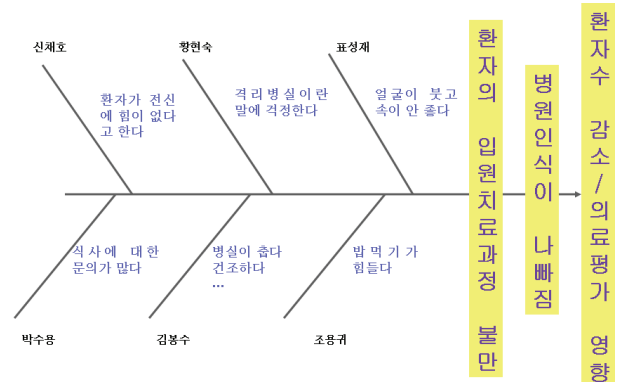 신채호
황현숙
표성재
환자가 전신
에 힘이 없다
고 한다
격리병실이란
말에 걱정한다
얼굴이 붓고
속이 안 좋다
식사에 대한
문의가 많다
병실이 춥다
건조하다
...
밥 먹기가
힘들다
박수용
김봉수
조용귀
환자의 입원치료과정 불만
병원인식이 나빠짐
환자수 감소/의료평가 영향